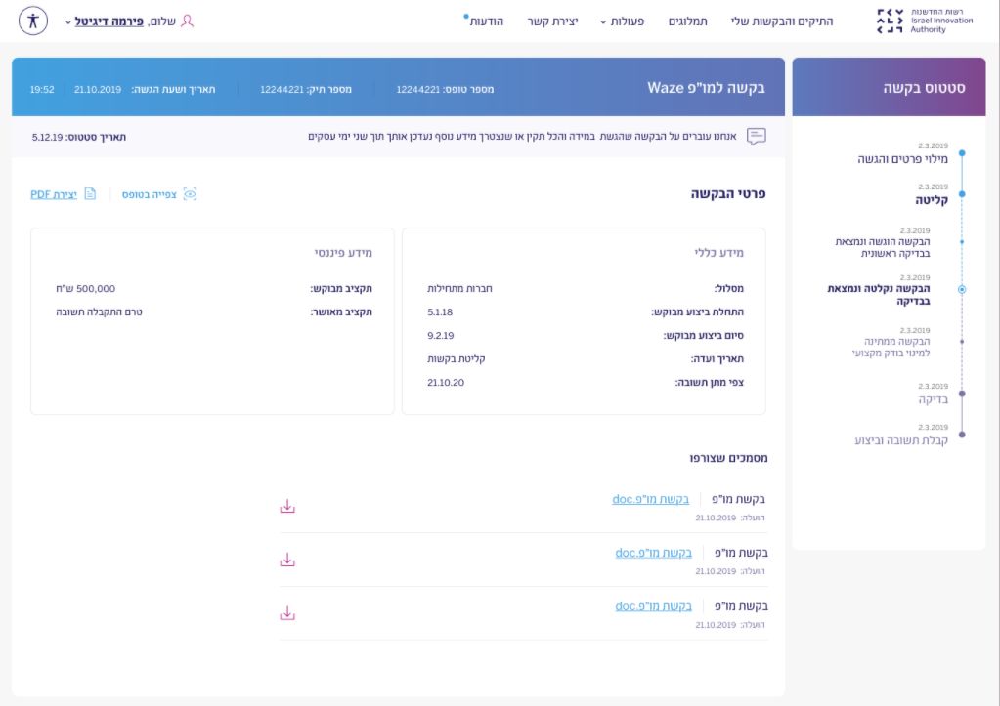 רשות החדשנות
Israel Innovation
Authority
התיקים והבקשות שלי
תמלוגים
פעולות
יצירת קשר
הודעות
שלום, פירמה דיגיטל
סטטוס בקשה
2.3.2019
מילוי פרטים והגשה
2.3.2019
קליטה
2.3.2019
הבקשה הוגשה ונמצאת
בבדיקה ראשונית
2.3.2019
הבקשה נקלטה ונמצאת
בבדיקה
2.3.2019
הבקשה ממתינה
למינוי בודק מקצועי
2.3.2019
בדיקה
2.3.2019
קבלת תשובה וביצוע
בקשה למו"פ Waze
מספר טופס: 12244221
מספר תיק: 12244221
תאריך ושעת הגשה: 21.10.2019 19:52
אנחנו עוברים על הבקשה שהגשת במידה והכל תקין או שנצטרך מידע נוסף נעדכן אותך תוך שני ימי עסקים
תאריך סטטוס: 5.12.19
פרטי הבקשה
צפייה בטופס
יצירת PDF
מידע כללי
מסלול: חברות מתחילות
התחלת ביצוע מבוקש: 5.1.18
סיום ביצוע מבוקש: 9.2.19
תאריך ועדה: קליטת בקשות
צפי מתן תשובה: 21.10.20
מידע פיננסי
תקציב מבוקש: 500,000 ש"ח
תקציב מאושר: טרם התקבלה תשובה
מסמכים שצורפו
בקשת מו"פ בקשת מו"פ.doc
הועלה: 21.10.2019
בקשת מו"פ בקשת מו"פ.doc
הועלה: 21.10.2019
בקשת מו"פ בקשת מו"פ.doc
הועלה: 21.10.2019